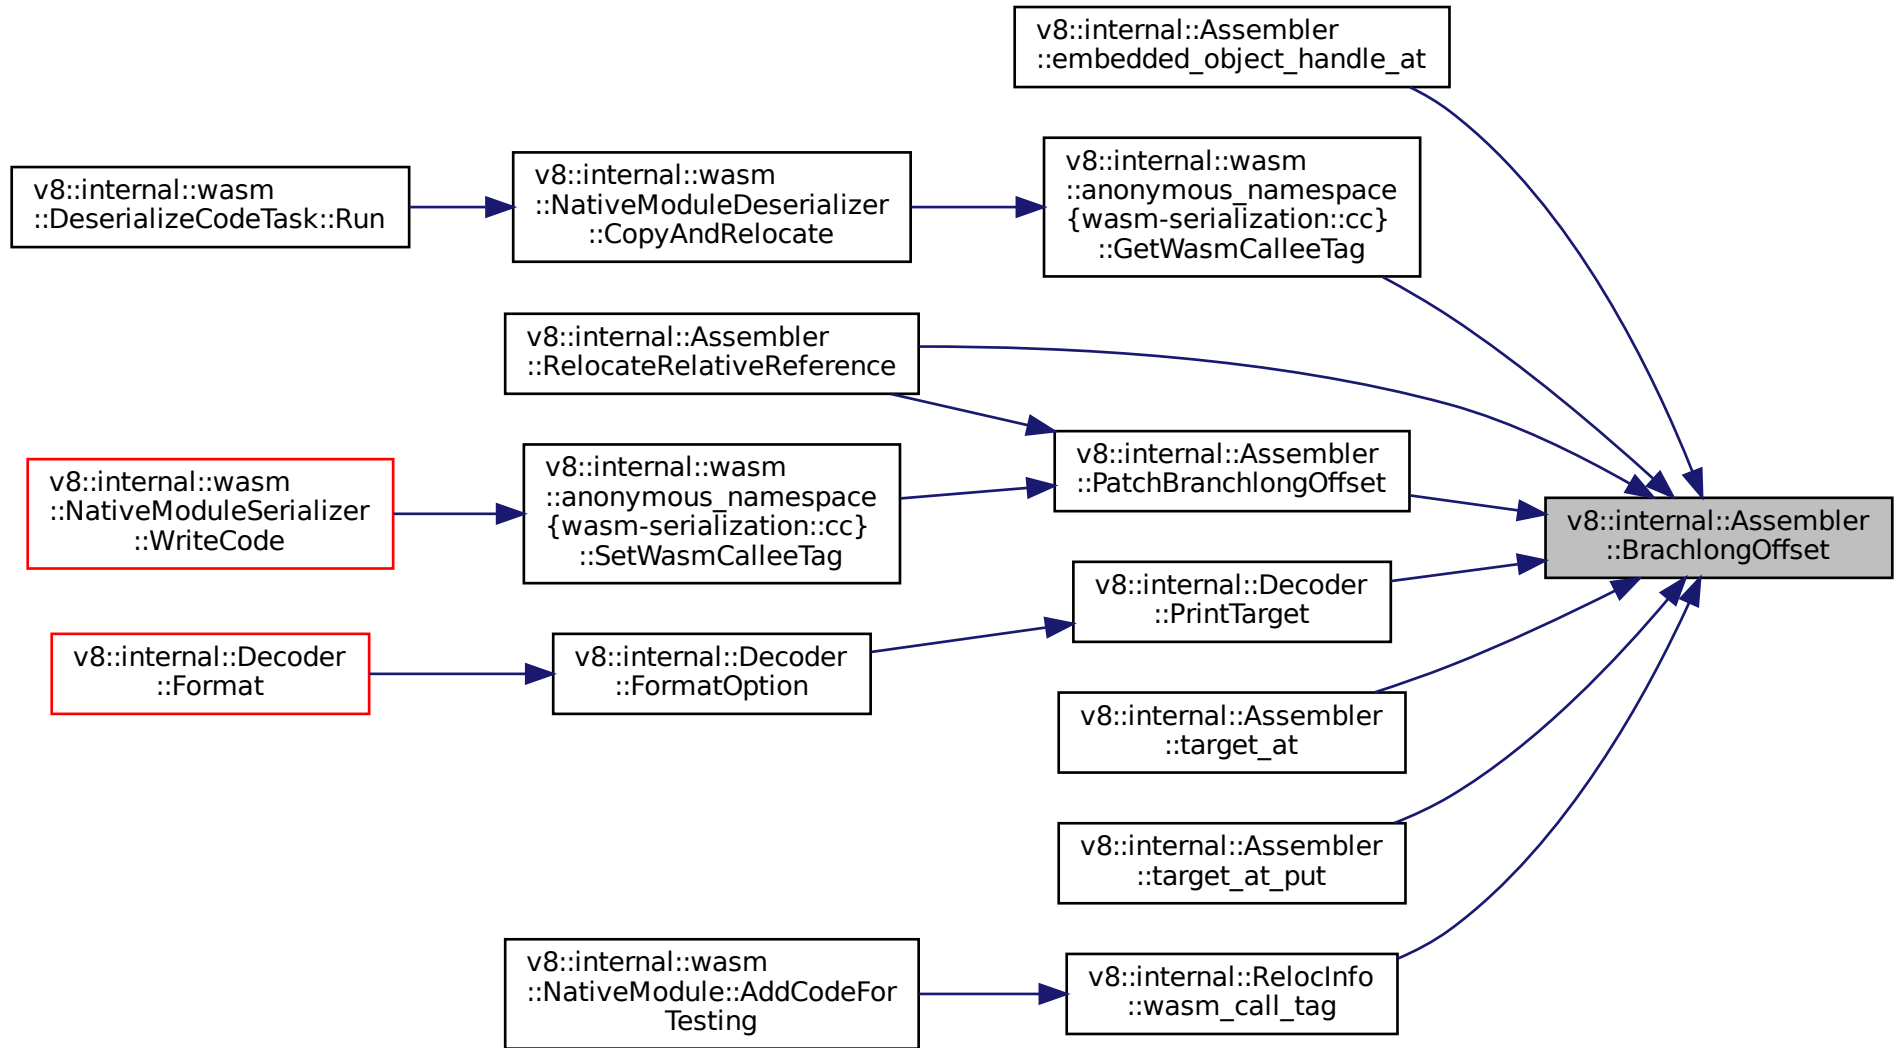 v8::internal::Assembler
::embedded_object_handle_at
v8::internal::wasm
::anonymous_namespace
{wasm-serialization::cc}
::GetWasmCalleeTag
v8::internal::wasm
::NativeModuleDeserializer
::CopyAndRelocate
v8::internal::wasm
::DeserializeCodeTask::Run
v8::internal::Assembler
::RelocateRelativeReference
v8::internal::Assembler
::PatchBranchlongOffset
v8::internal::wasm
::anonymous_namespace
{wasm-serialization::cc}
::SetWasmCalleeTag
v8::internal::wasm
::NativeModuleSerializer
::WriteCode
v8::internal::Assembler
::BrachlongOffset
v8::internal::Decoder
::PrintTarget
v8::internal::Decoder
::FormatOption
v8::internal::Decoder
::Format
v8::internal::Assembler
::target_at
v8::internal::Assembler
::target_at_put
v8::internal::RelocInfo
::wasm_call_tag
v8::internal::wasm
::NativeModule::AddCodeFor
Testing